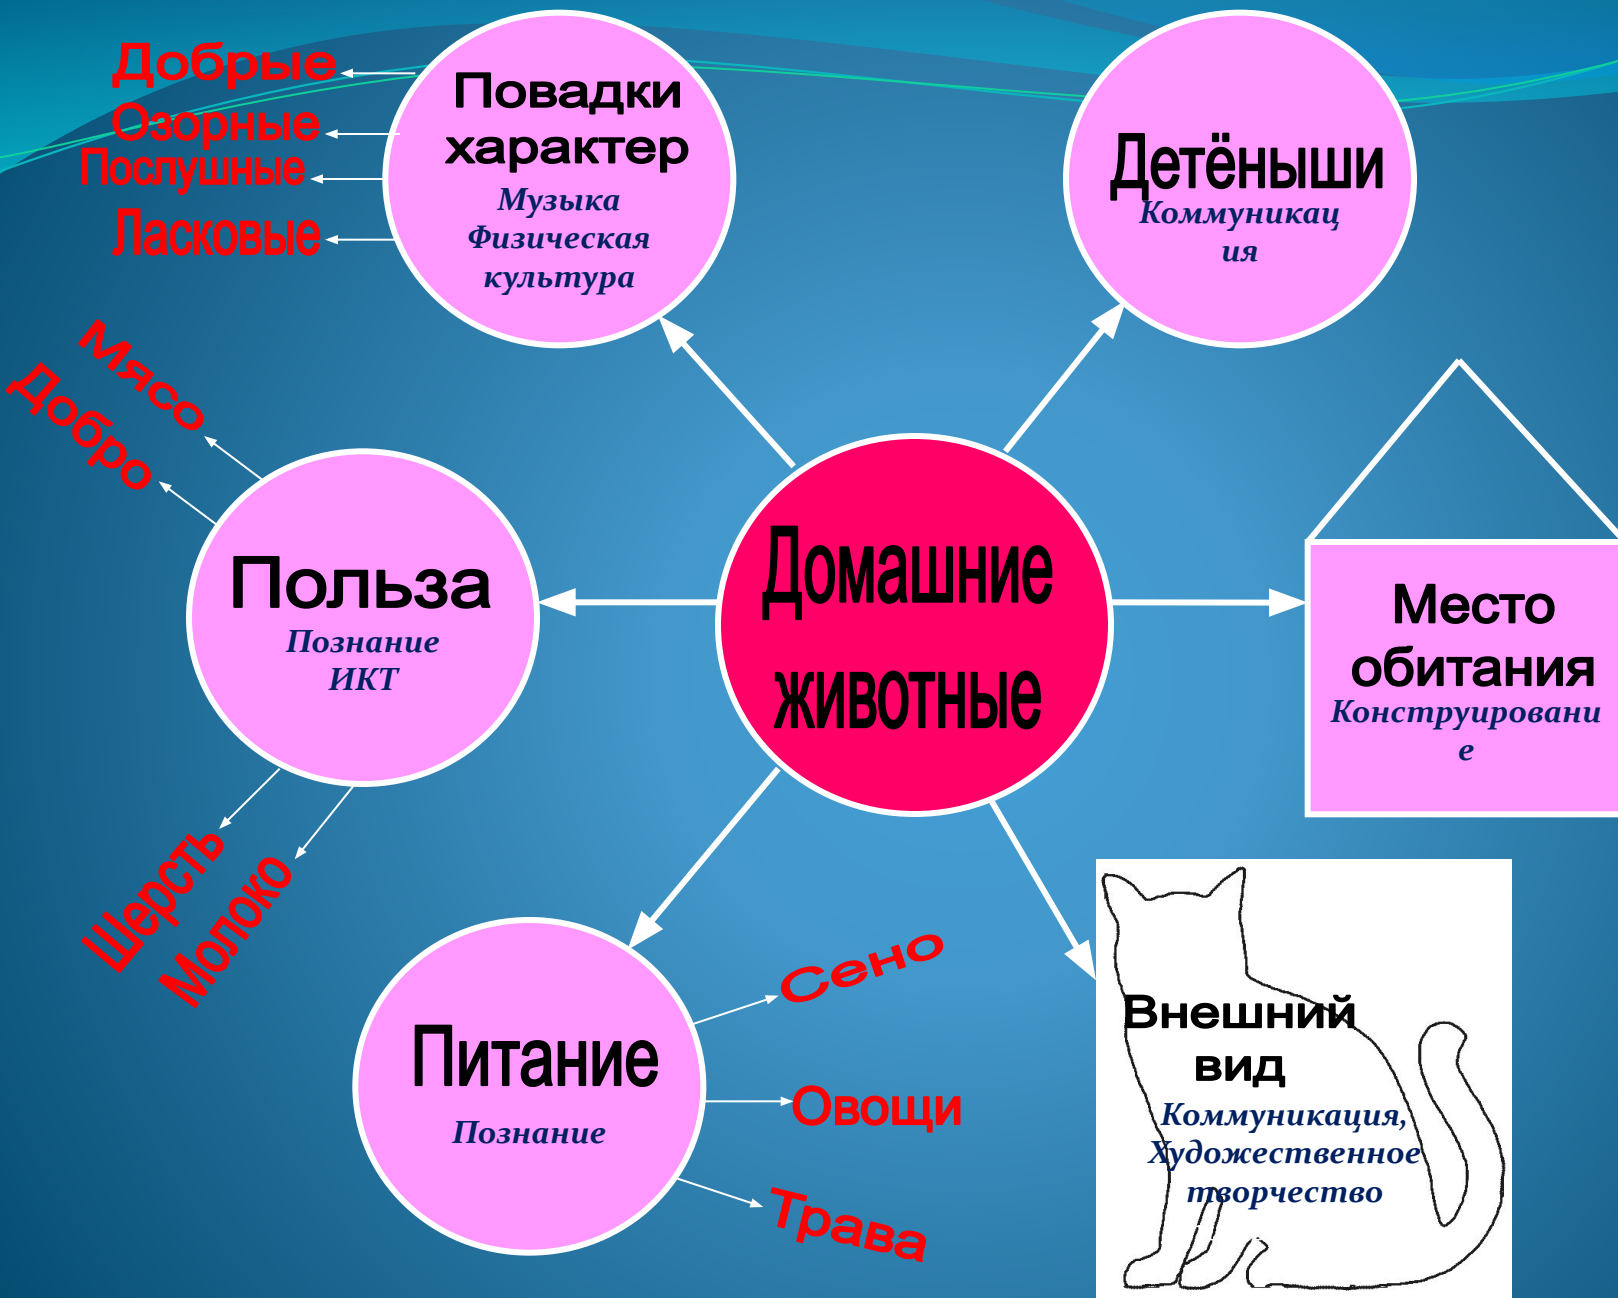 Добрые
Озорные
Послушные
Ласковые
Повадки
характер
Музыка
Физическая
культура
Детёныши
Коммуникац
ия
Мясо
Добро
Польза
Познание
ИКТ
Шерсть
Молоко
Домашние
животные
Место
обитания
Конструировани
е
Питание
Познание
Сено
Овощи
Трава
Внешний
вид
Коммуникация,
Художественное
творчество